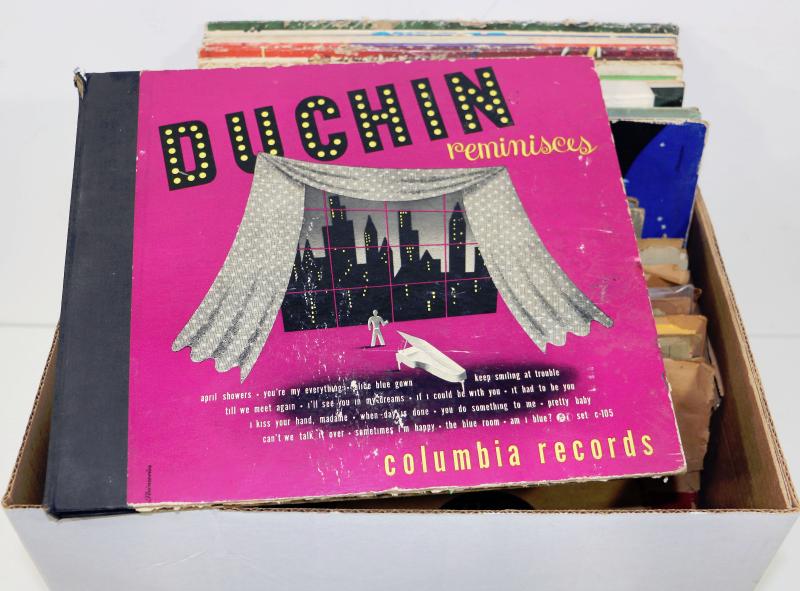 DUCHIN
reminisces
april showers • you're my everything • alice blue gown keep smiling at trouble
till we meet again • i'll see you in my dreams • if i could be with you • it had to be you
i kiss your hand, madame • when day is done • you do something to me • pretty baby
can't we talk it over • sometimes i'm happy • the blue room • am i blue? set c-105
columbia records